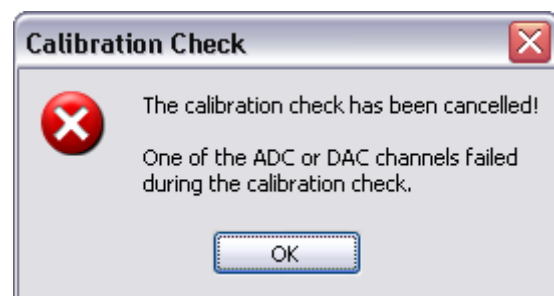 Calibration Check
The calibration check has been cancelled!
One of the ADC or DAC channels failed
during the calibration check.
OK